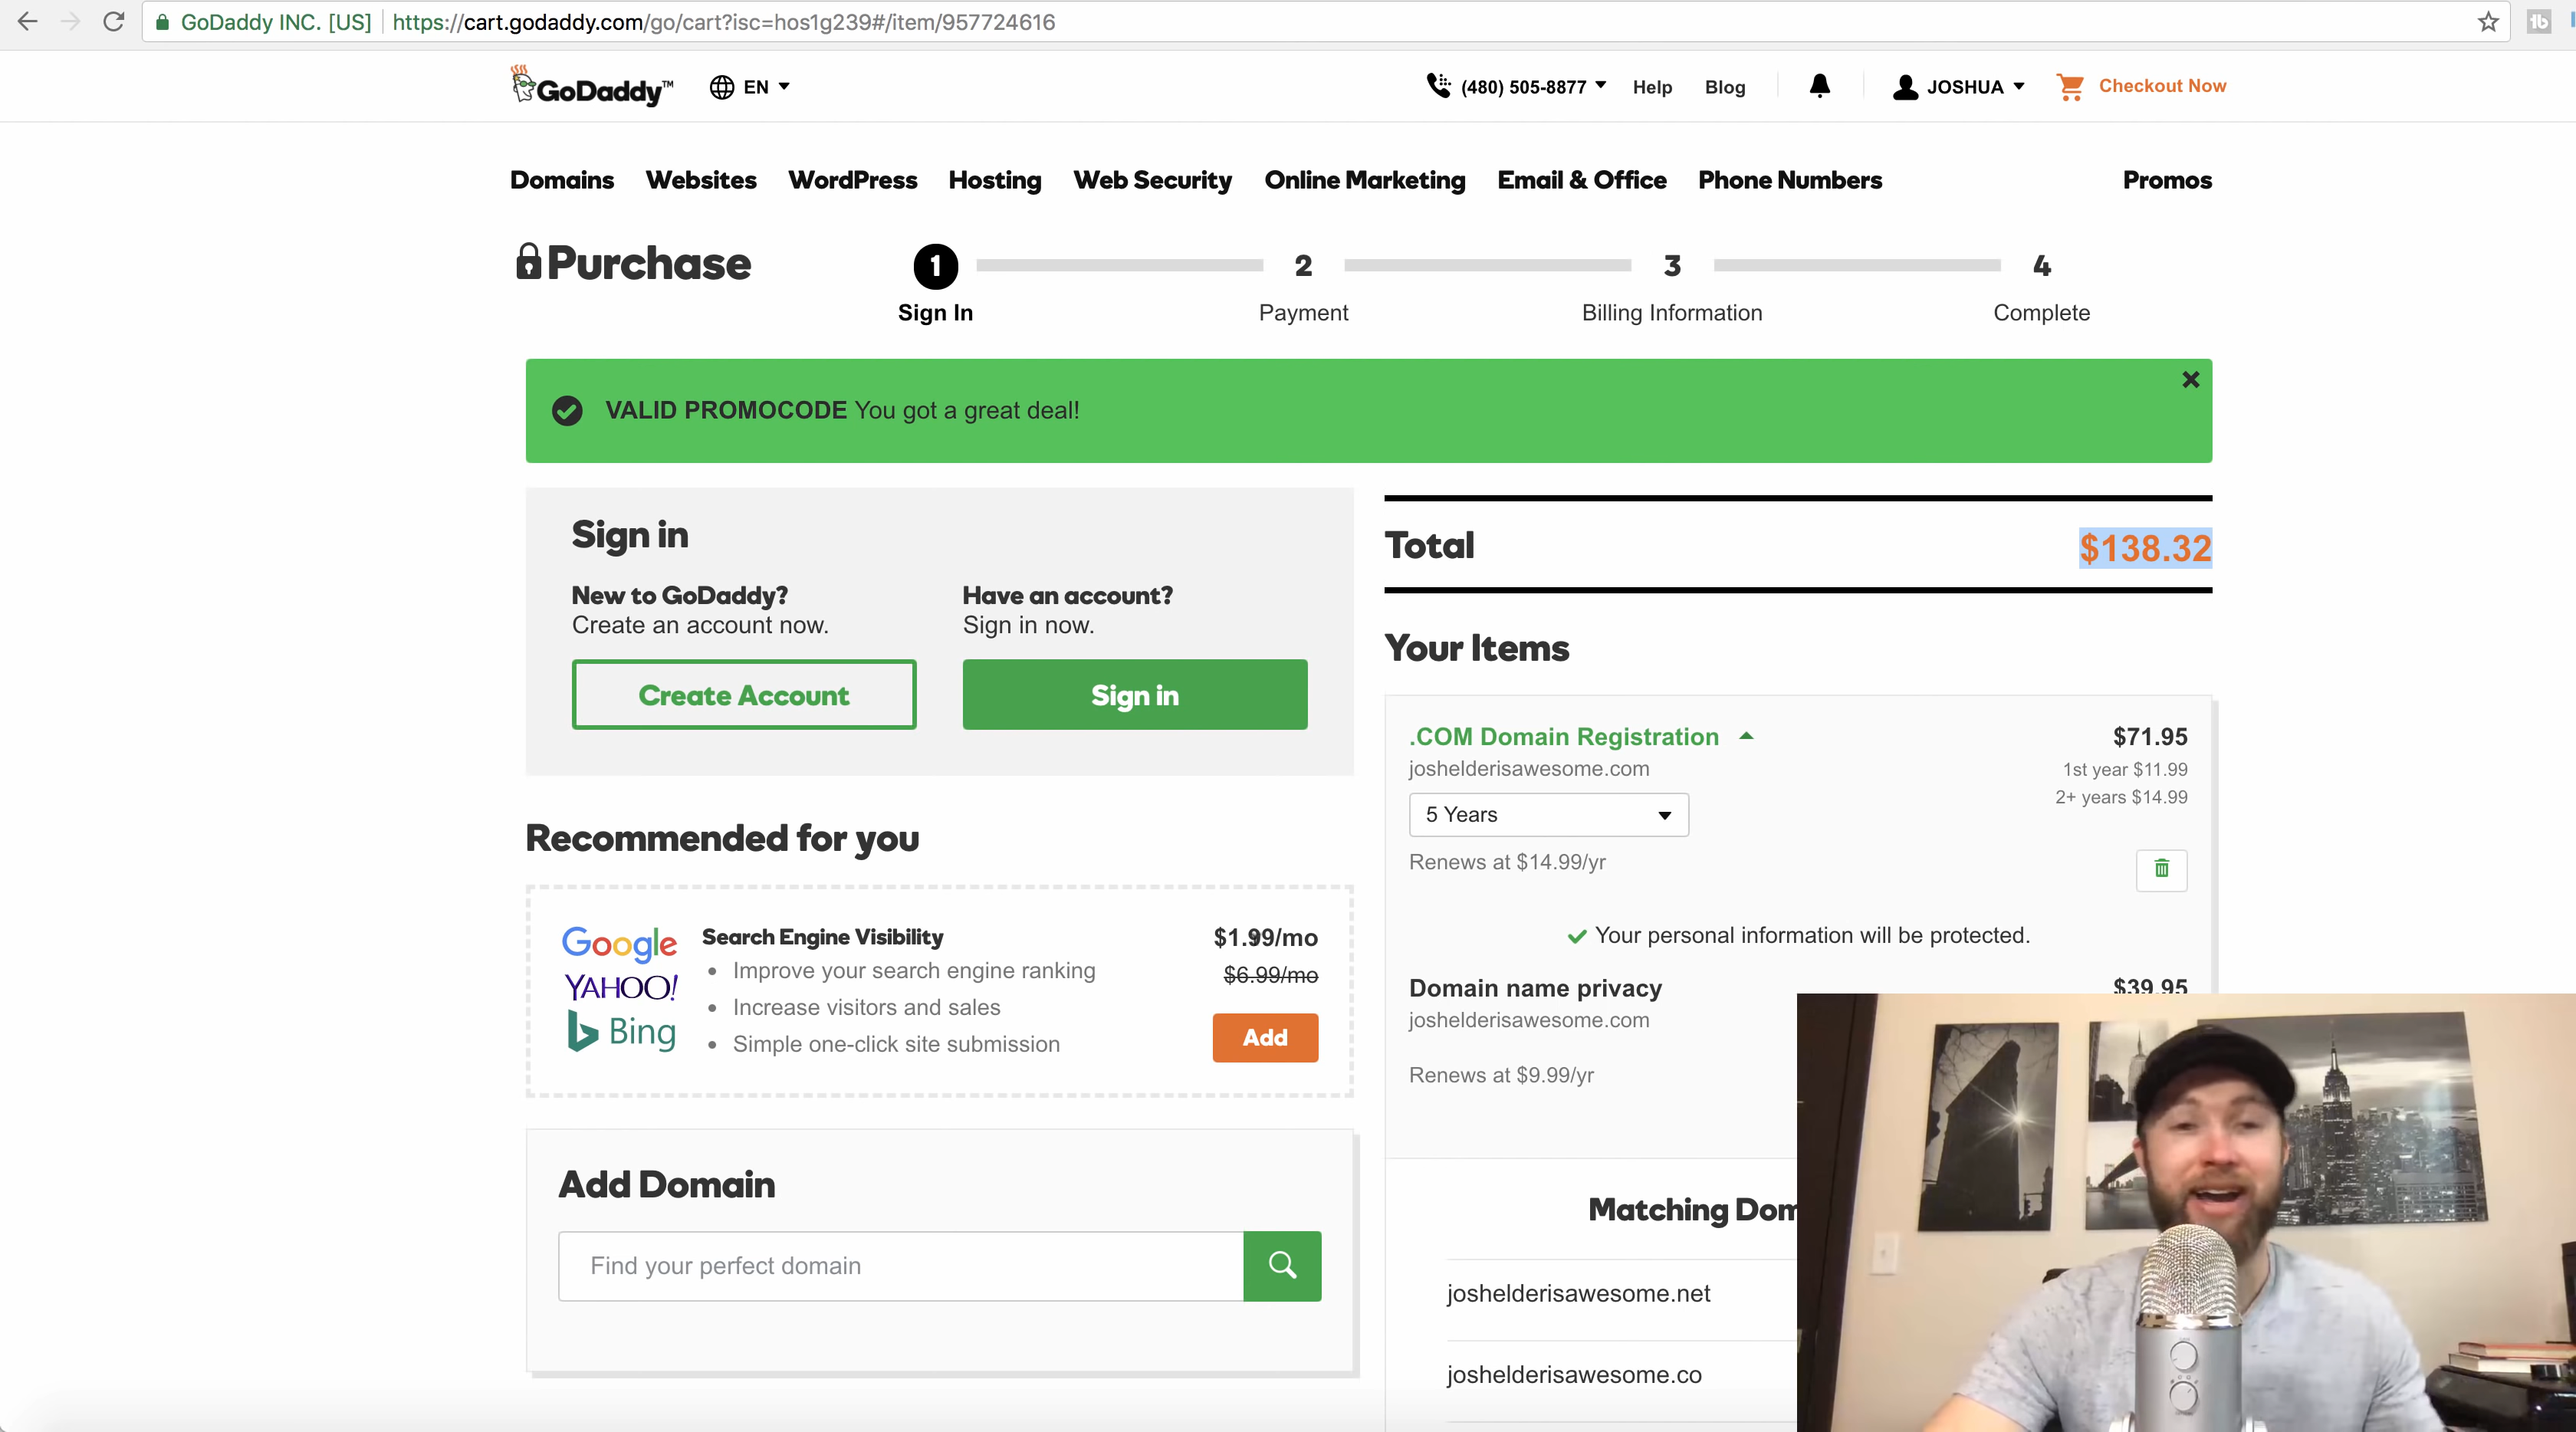 GoDaddy INC. [US] https://cart.godaddy.com/go/cart?isc=hos1g239#/item/957724616
GoDaddy™ EN (480) 505-8877 Help Blog JOSHUA Checkout Now
Domains Websites WordPress Hosting Web Security Online Marketing Email & Office Phone Numbers Promos
Purchase 1 2 3 4
Sign In Payment Billing Information Complete
VALID PROMOCODE You got a great deal!
Sign in
New to GoDaddy?
Create an account now.
Create Account
Have an account?
Sign in now.
Sign in
Recommended for you
Google
YAHOO!
Bing
Search Engine Visibility
• Improve your search engine ranking
• Increase visitors and sales
• Simple one-click site submission
$1.99/mo
$6.99/mo
Add
Add Domain
Find your perfect domain
Total $138.32
Your Items
.COM Domain Registration $71.95
joshelderisawesome.com 1st year $11.99
2+ years $14.99
5 Years
Renews at $14.99/yr
Your personal information will be protected.
Domain name privacy $39.95
joshelderisawesome.com
Renews at $9.99/yr
Matching Dom
joshelderisawesome.net
joshelderisawesome.co